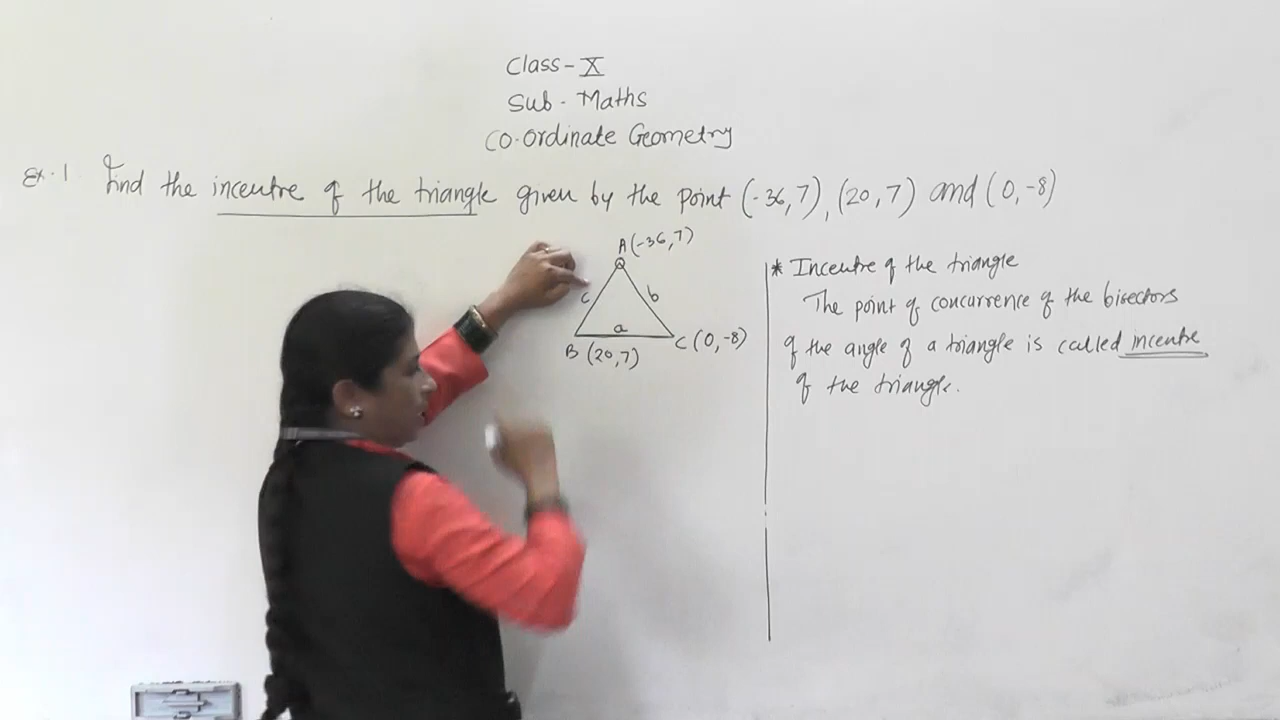 Class - X
Sub - Maths
Co-Ordinate Geometry
Ex. 1 Find the incentre of the triangle given by the point (-36, 7), (20, 7) and (0, -8)
A (-36, 7)
c b
a
B (20, 7) C (0, -8)
* Incentre of the triangle
The point of concurrence of the bisectors
of the angle of a triangle is called incentre
of the triangle.